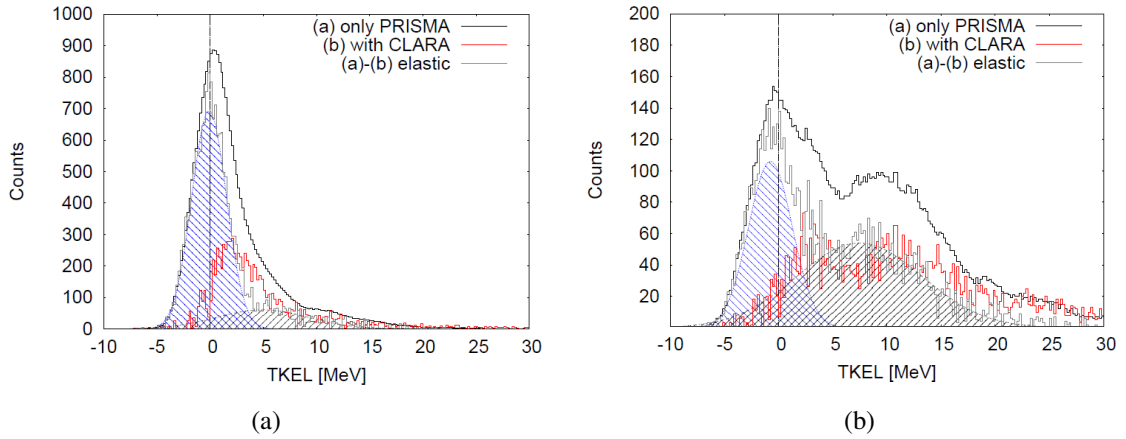 1000
900
800
700
600
500
400
300
200
100
0
Counts
(a) only PRISMA
(b) with CLARA
(a)-(b) elastic
-10 -5 0 5 10 15 20 25 30
TKEL [MeV]
(a)
200
180
160
140
120
100
80
60
40
20
Counts
(a) only PRISMA
(b) with CLARA
(a)-(b) elastic
-10 -5 0 5 10 15 20 25 30
TKEL [MeV]
(b)